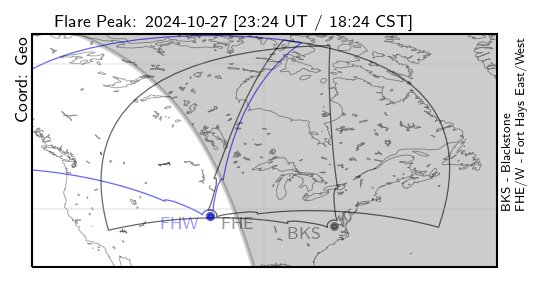 Flare Peak: 2024-10-27 [23:24 UT / 18:24 CST]
Coord: Geo
FHW
FHE
BKS
BKS - Blackstone
FHE/W - Fort Hays East/West